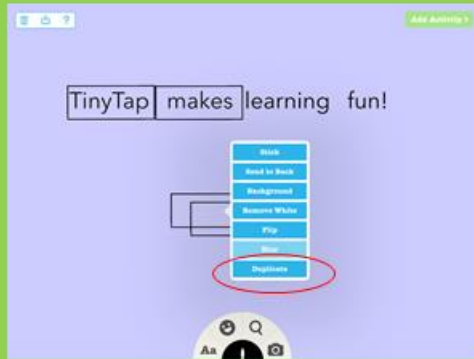 ?
Add Activity >
TinyTap makes learning fun!
Stick
Send to Back
Background
Remove White
Flip
Duplicate
Aa